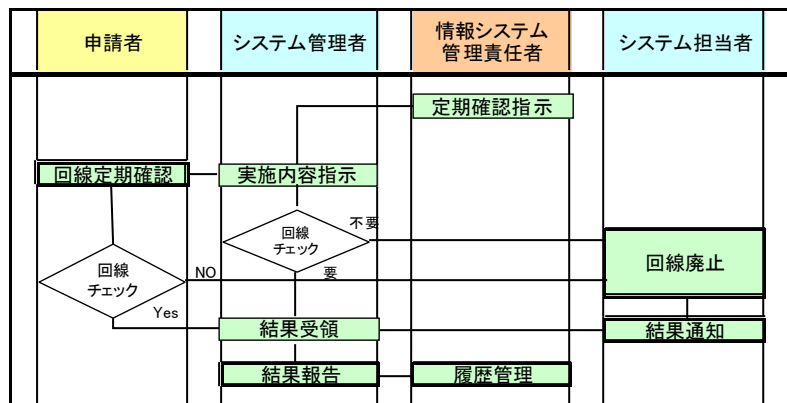 申請者
システム管理者
情報システム
管理責任者
システム担当者
定期確認指示
回線定期確認
実施内容指示
回線
チェック
不要
回線
チェック
NO
要
回線廃止
Yes
結果受領
結果通知
結果報告
履歴管理